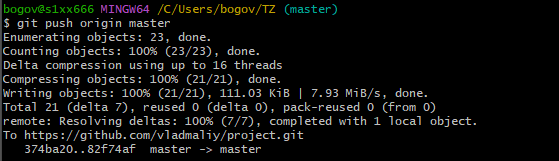 bogov@s1xx666 MINGW64 /C/Users/bogov/TZ (master)
$ git push origin master
Enumerating objects: 23, done.
Counting objects: 100% (23/23), done.
Delta compression using up to 16 threads
Compressing objects: 100% (21/21), done.
Writing objects: 100% (21/21), 111.03 KiB | 7.93 MiB/s, done.
Total 21 (delta 7), reused 0 (delta 0), pack-reused 0 (from 0)
remote: Resolving deltas: 100% (7/7), completed with 1 local object.
To https://github.com/vladmaliy/project.git
   374ba20..82f74af  master -> master